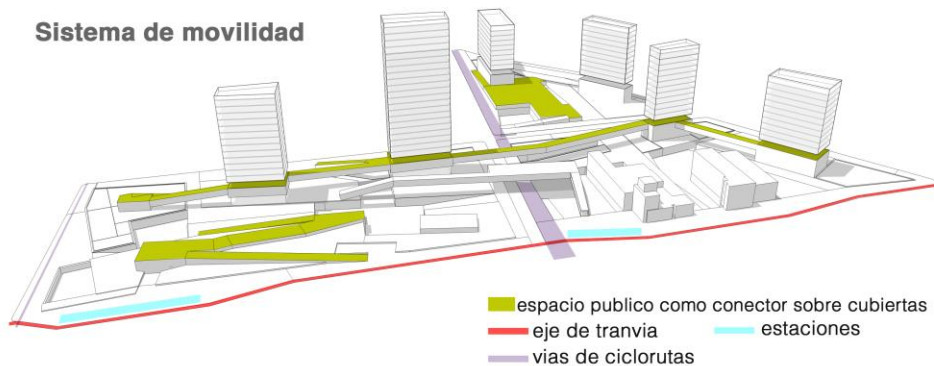 Sistema de movilidad
espacio publico como conector sobre cubiertas
eje de tranvia
estaciones
vias de ciclorutas